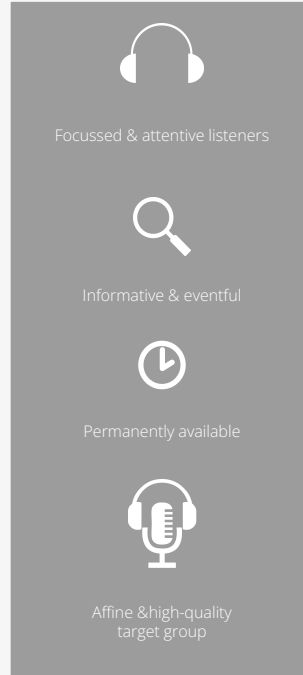 Focussed & attentive listeners
Informative & eventful
Permanently available
Affine &high-quality
target group